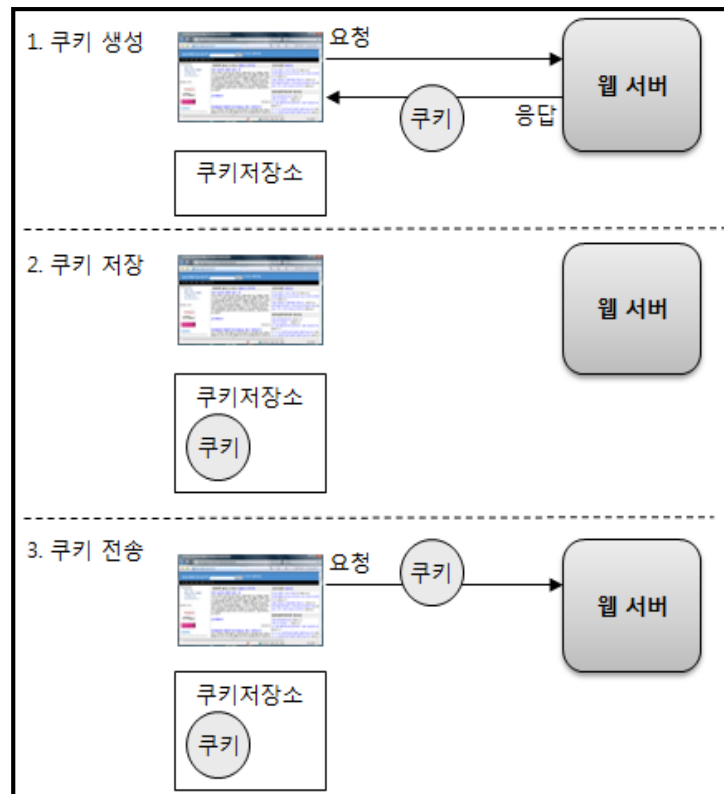 1. 쿠키 생성
요청
웹 서버
쿠키
응답
쿠키저장소
2. 쿠키 저장
웹 서버
쿠키저장소
쿠키
3. 쿠키 전송
요청
쿠키
웹 서버
쿠키저장소
쿠키